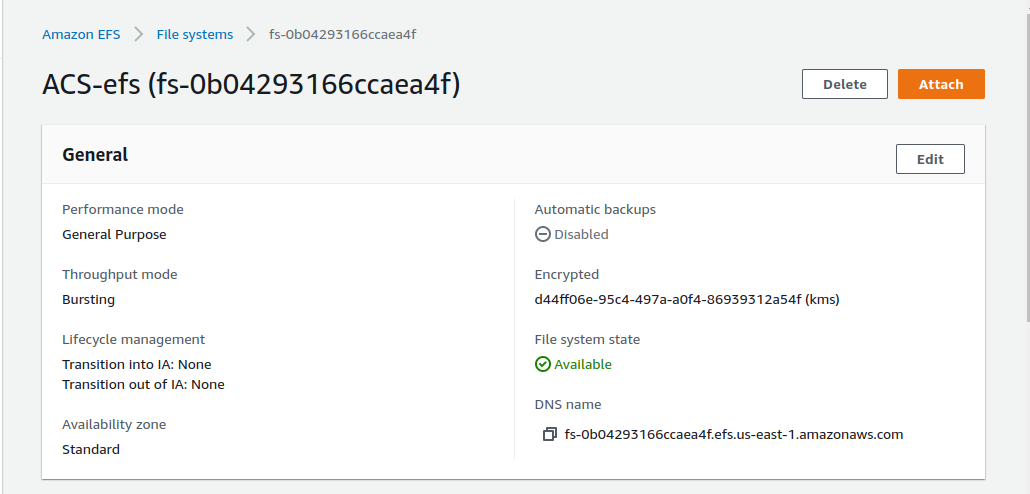 Amazon EFS > File systems > fs-0b04293166ccaea4f
ACS-efs (fs-0b04293166ccaea4f)
Delete
Attach
General
Edit
Performance mode
General Purpose
Throughput mode
Bursting
Lifecycle management
Transition into IA: None
Transition out of IA: None
Availability zone
Standard
Automatic backups
Disabled
Encrypted
d44ff06e-95c4-497a-a0f4-86939312a54f (kms)
File system state
Available
DNS name
fs-0b04293166ccaea4f.efs.us-east-1.amazonaws.com